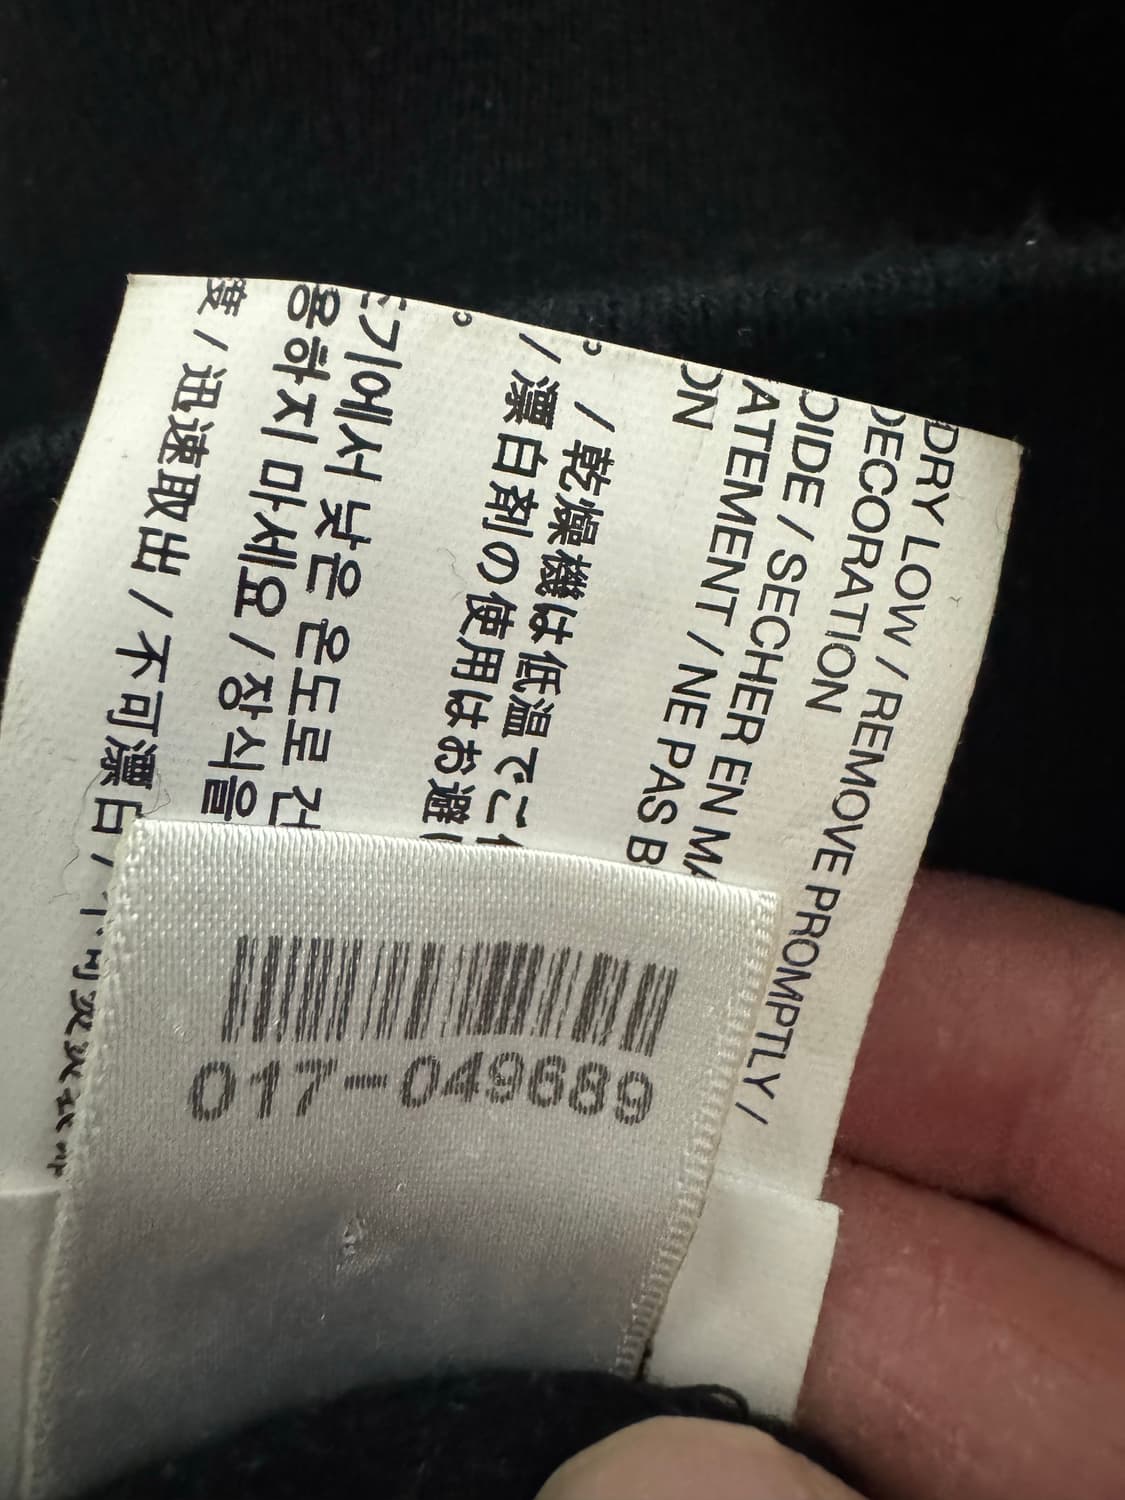 DRY LOW / REMOVE PROMPTLY /
DECORATION
OIDE / SECHER EN MA
ATEMENT / NE PAS B
ON
。/ 乾燥機は低温でご
/ 漂白剤の使用はお避
。
기에서 낮은 온도로 건
용하지 마세요 / 장식을
度 / 迅速取出 / 不可漂白 /
017-049689